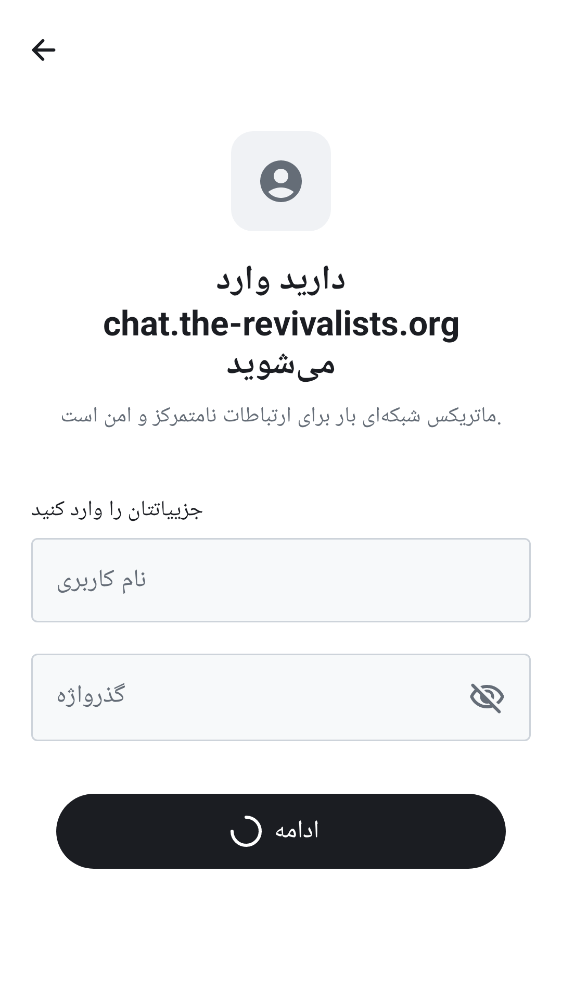 دارید وارد
chat.the-revivalists.org
می‌شوید
ماتریکس شبکه‌ای بار برای ارتباطات نامتمرکز و امن است.
جزییاتتان را وارد کنید
نام کاربری
گذرواژه
ادامه